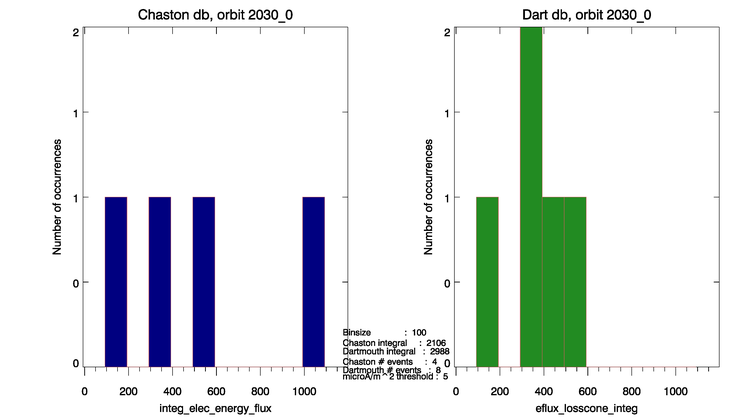 Chaston db, orbit 2030_0
2
1
1
0
0
Number of occurrences
0 200 400 600 800 1000
integ_elec_energy_flux
Binsize : 100
Chaston integral : 2106
Dartmouth integral : 2988
Chaston # events : 4
Dartmouth # events : 8
microA/m^2 threshold : 5
Dart db, orbit 2030_0
2
1
1
0
0
Number of occurrences
0 200 400 600 800 1000
eflux_losscone_integ